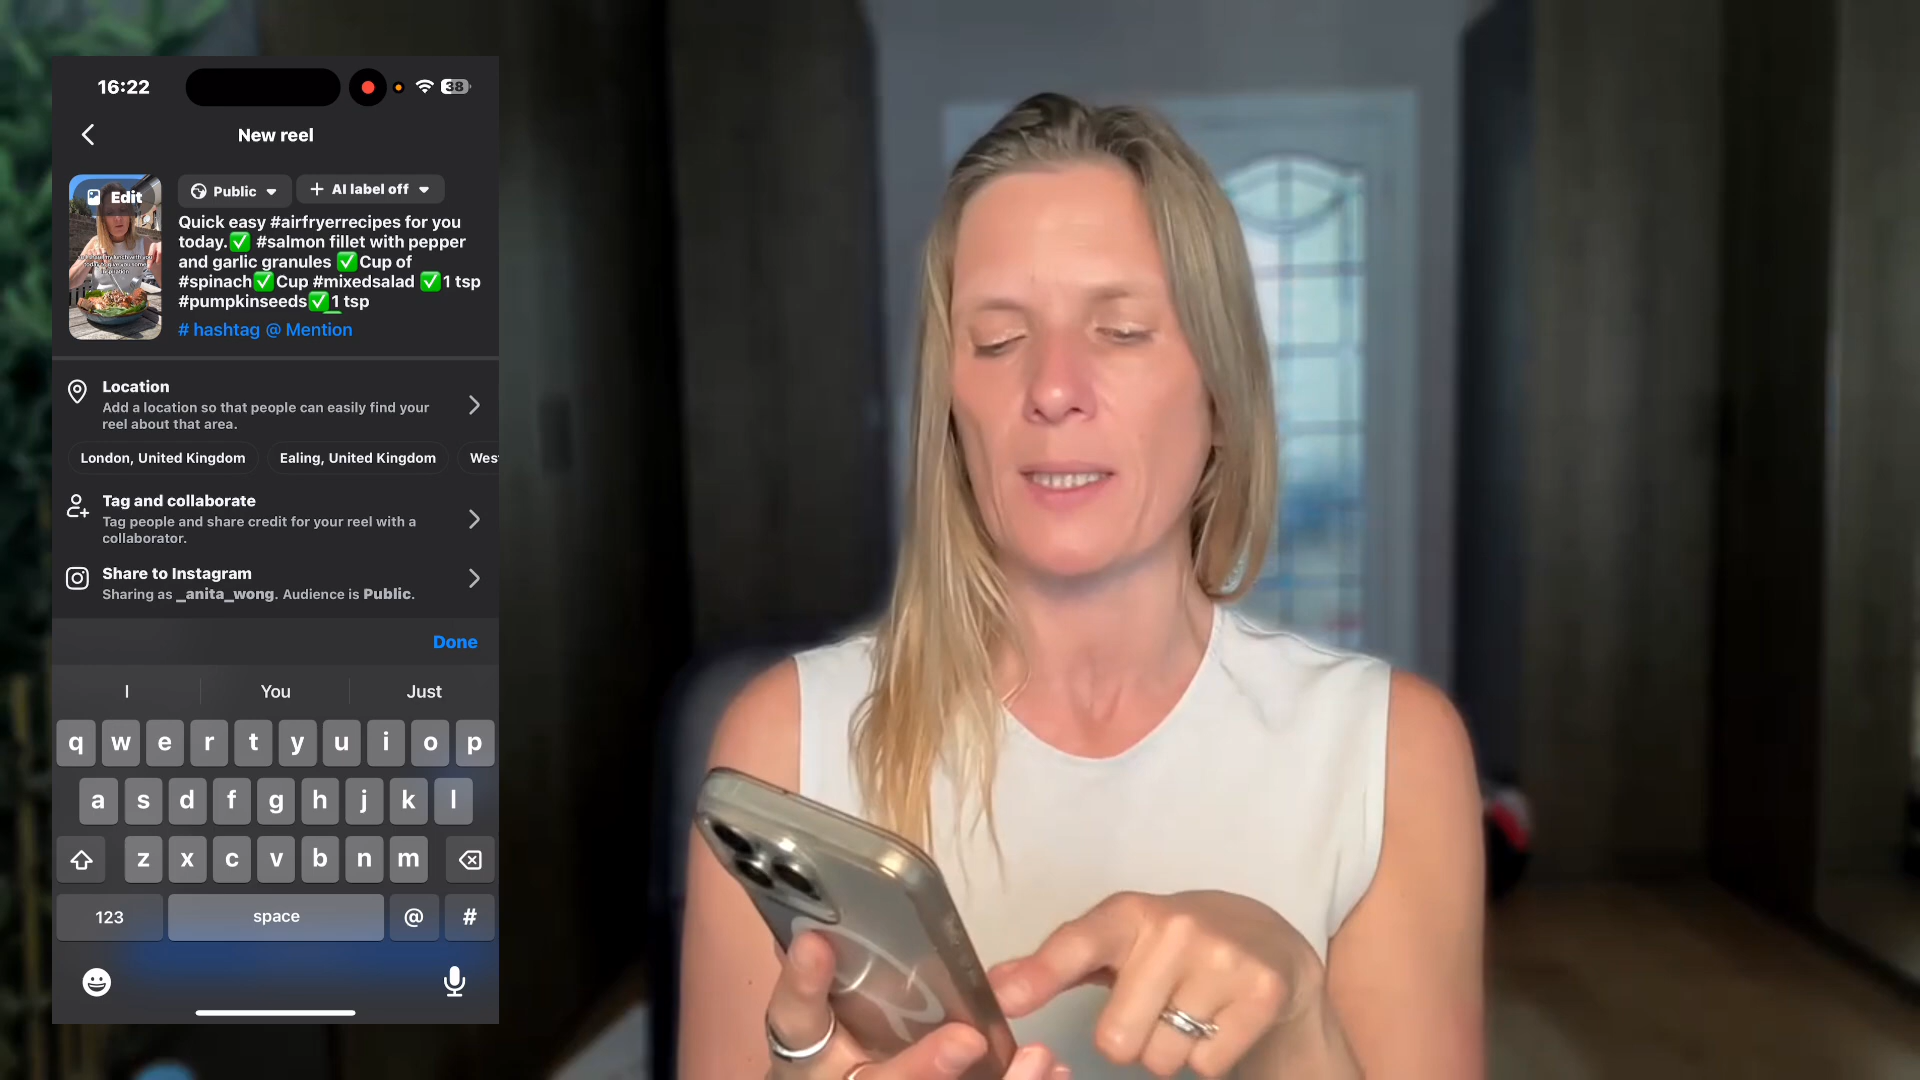 16:22
38
New reel
Edit
Public
AI label off
Quick easy #airfryerrecipes for you
today.✅ #salmon fillet with pepper
and garlic granules ✅Cup of
#spinach✅Cup #mixedsalad ✅1 tsp
#pumpkinseeds✅1 tsp
# hashtag @ Mention
Location
Add a location so that people can easily find your
reel about that area.
London, United Kingdom
Ealing, United Kingdom
Wes
Tag and collaborate
Tag people and share credit for your reel with a
collaborator.
Share to Instagram
Sharing as _anita_wong. Audience is Public.
Done
I You Just
q w e r t y u i o p
a s d f g h j k l
z x c v b n m
123 space @ #